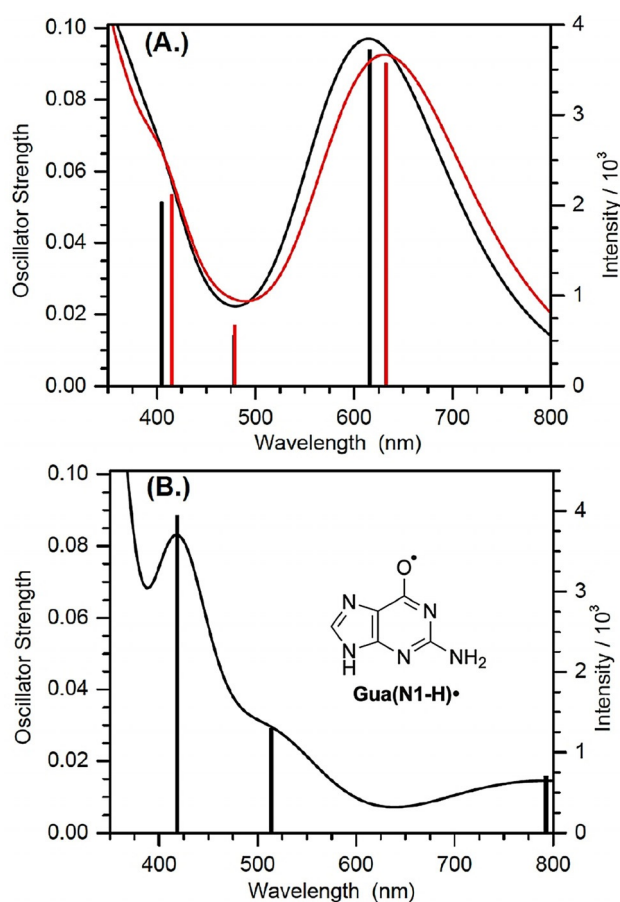 (A.)
0.10
0.08
0.06
0.04
0.02
0.00
Oscillator Strength
4
3
2
1
0
Intensity / 10³
400 500 600 700 800
Wavelength (nm)
(B.)
0.10
0.08
0.06
0.04
0.02
0.00
Oscillator Strength
4
3
2
1
0
Intensity / 10³
O•
N
N
N
H
N
NH₂
Gua(N1-H)•
400 500 600 700 800
Wavelength (nm)